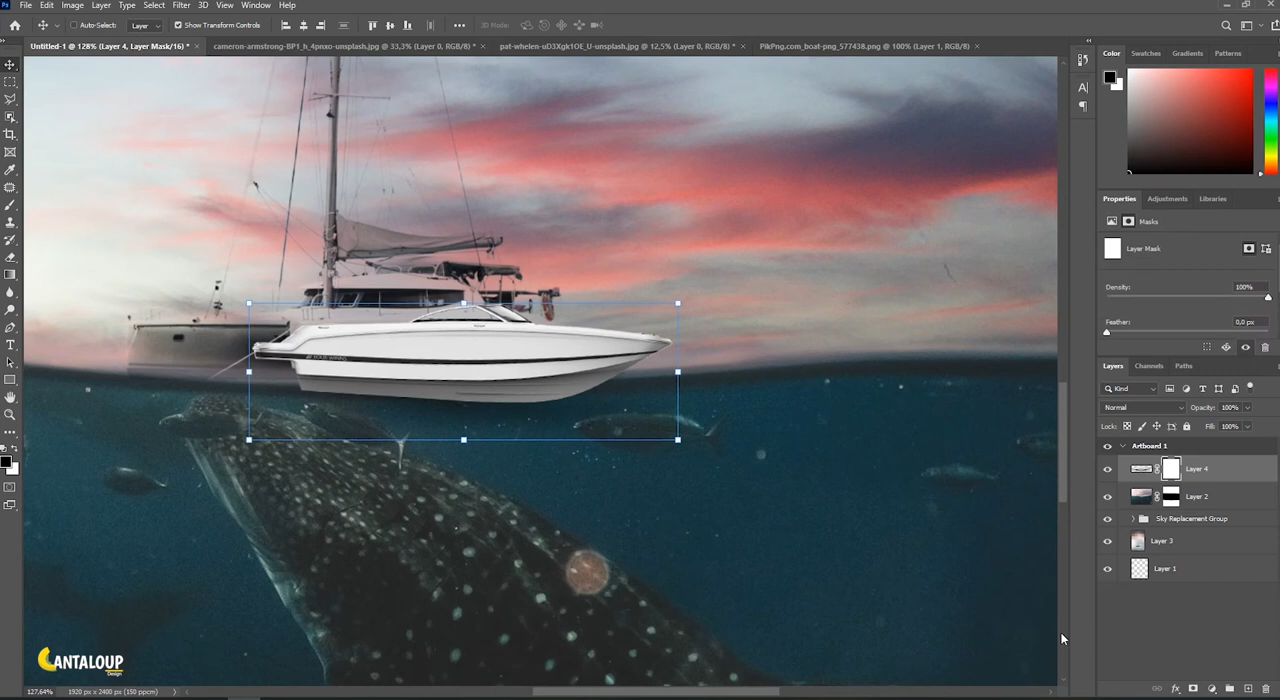 Ps File Edit Image Layer Type Select Filter 3D View Window Help
Auto-Select: Layer Show Transform Controls 3D Mode:
Untitled-1 @ 128% (Layer 4, Layer Mask/16) * × cameron-armstrong-BP1_h_4pnxo-unsplash.jpg @ 33,3% (Layer 0, RGB/8) * × pat-whelen-uD3Xgk1OE_U-unsplash.jpg @ 12,5% (Layer 0, RGB/8) * × PikPng.com_boat-png_577438.png @ 100% (Layer 1, RGB/8) ×
Color Swatches Gradients Patterns
Properties Adjustments Libraries
Masks
Layer Mask
Density: 100%
Feather: 0,0 px
Layers Channels Paths
Kind
Normal Opacity: 100%
Lock: Fill: 100%
Artboard 1
Layer 4
Layer 2
Sky Replacement Group
Layer 3
Layer 1
CANTALOUP
Design
127,64% 1920 px x 2400 px (150 ppcm)